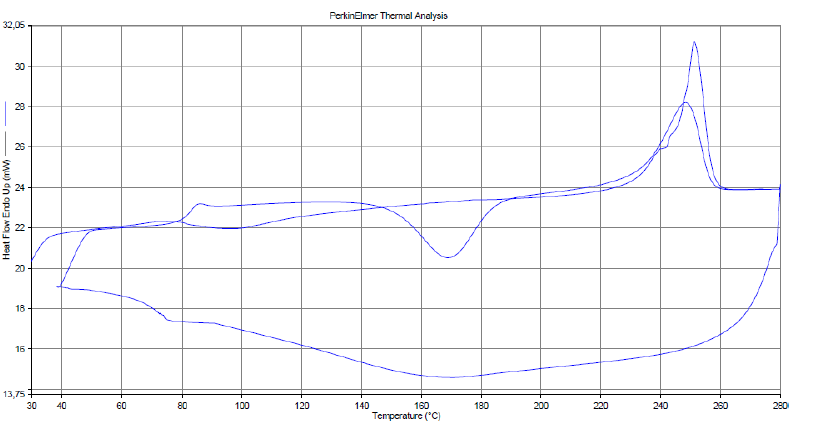 PerkinElmer Thermal Analysis
32,05
30
28
26
24
22
20
18
16
13,75
Heat Flow Endo Up (mW)
30 40 60 80 100 120 140 160 180 200 220 240 260 280
Temperature (°C)